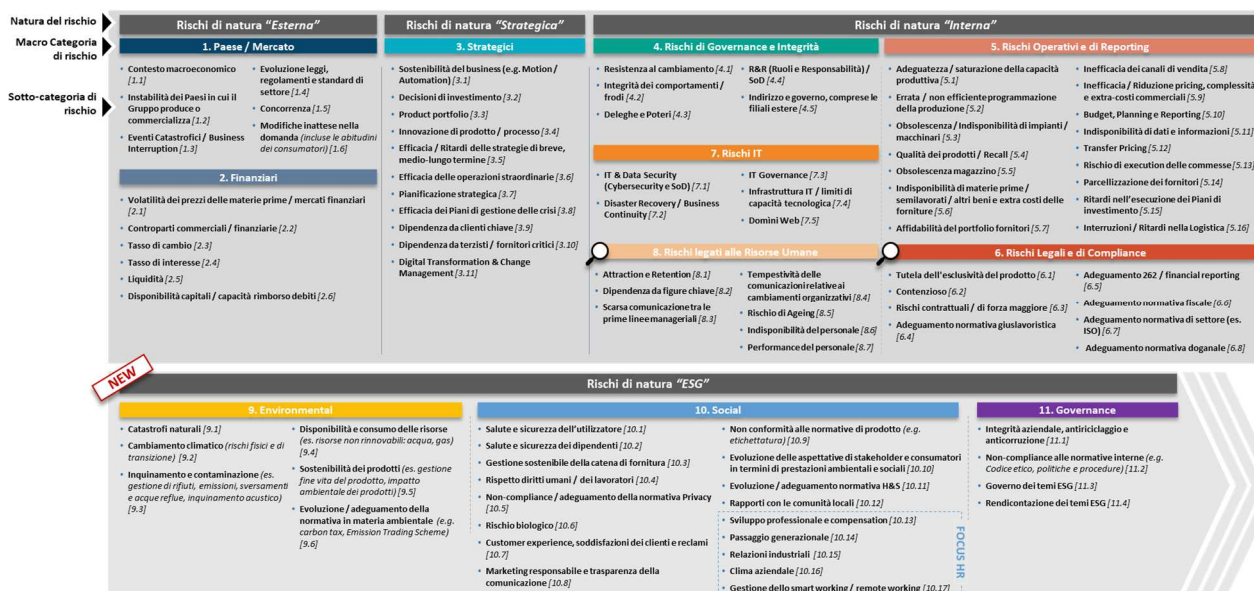 Natura del rischio
Macro Categoria
di rischio
Sotto-categoria di
rischio
Rischi di natura “Esterna”
1. Paese / Mercato
• Contesto macroeconomico
[1.1]
• Instabilità dei Paesi in cui il
Gruppo produce o
commercializza [1.2]
• Eventi Catastrofici / Business
Interruption [1.3]
• Evoluzione leggi,
regolamenti e standard di
settore [1.4]
• Concorrenza [1.5]
• Modifiche inattese nella
domanda (incluse le abitudini
dei consumatori) [1.6]
2. Finanziari
• Volatilità dei prezzi delle materie prime / mercati finanziari
[2.1]
• Controparti commerciali / finanziarie [2.2]
• Tasso di cambio [2.3]
• Tasso di interesse [2.4]
• Liquidità [2.5]
• Disponibilità capitali / capacità rimborso debiti [2.6]
Rischi di natura “Strategica”
3. Strategici
• Sostenibilità del business (e.g. Motion /
Automation) [3.1]
• Decisioni di investimento [3.2]
• Product portfolio [3.3]
• Innovazione di prodotto / processo [3.4]
• Efficacia / Ritardi delle strategie di breve,
medio-lungo termine [3.5]
• Efficacia delle operazioni straordinarie [3.6]
• Pianificazione strategica [3.7]
• Efficacia dei Piani di gestione delle crisi [3.8]
• Dipendenza da clienti chiave [3.9]
• Dipendenza da terzisti / fornitori critici [3.10]
• Digital Transformation & Change
Management [3.11]
Rischi di natura “Interna”
4. Rischi di Governance e Integrità
• Resistenza al cambiamento [4.1]
• Integrità dei comportamenti /
frodi [4.2]
• Deleghe e Poteri [4.3]
• R&R (Ruoli e Responsabilità) /
SoD [4.4]
• Indirizzo e governo, comprese le
filiali estere [4.5]
7. Rischi IT
• IT & Data Security
(Cybersecurity e SoD) [7.1]
• Disaster Recovery / Business
Continuity [7.2]
• IT Governance [7.3]
• Infrastruttura IT / limiti di
capacità tecnologica [7.4]
• Domini Web [7.5]
8. Rischi legati alle Risorse Umane
• Attraction e Retention [8.1]
• Dipendenza da figure chiave [8.2]
• Scarsa comunicazione tra le
prime linee manageriali [8.3]
• Tempestività delle
comunicazioni relative ai
cambiamenti organizzativi [8.4]
• Rischio di Ageing [8.5]
• Indisponibilità del personale [8.6]
• Performance del personale [8.7]
5. Rischi Operativi e di Reporting
• Adeguatezza / saturazione della capacità
produttiva [5.1]
• Errata / non efficiente programmazione
della produzione [5.2]
• Obsolescenza / Indisponibilità di impianti /
macchinari [5.3]
• Qualità dei prodotti / Recall [5.4]
• Obsolescenza magazzino [5.5]
• Indisponibilità di materie prime /
semilavorati / altri beni e extra costi delle
forniture [5.6]
• Affidabilità del portfolio fornitori [5.7]
• Inefficacia dei canali di vendita [5.8]
• Inefficacia / Riduzione pricing, complessità
e extra-costi commerciali [5.9]
• Budget, Planning e Reporting [5.10]
• Indisponibilità di dati e informazioni [5.11]
• Transfer Pricing [5.12]
• Rischio di execution delle commesse [5.13]
• Parcellizzazione dei fornitori [5.14]
• Ritardi nell'esecuzione dei Piani di
investimento [5.15]
• Interruzioni / Ritardi nella Logistica [5.16]
6. Rischi Legali e di Compliance
• Tutela dell'esclusività del prodotto [6.1]
• Contenzioso [6.2]
• Rischi contrattuali / di forza maggiore [6.3]
• Adeguamento normativa giuslavoristica
[6.4]
• Adeguamento 262 / financial reporting
[6.5]
• Adeguamento normativa fiscale [6.6]
• Adeguamento normativa di settore (es.
ISO) [6.7]
• Adeguamento normativa doganale [6.8]
NEW
Rischi di natura “ESG”
9. Environmental
• Catastrofi naturali [9.1]
• Cambiamento climatico (rischi fisici e di
transizione) [9.2]
• Inquinamento e contaminazione (es.
gestione di rifiuti, emissioni, sversamenti
e acque reflue, inquinamento acustico)
[9.3]
• Disponibilità e consumo delle risorse
(es. risorse non rinnovabili: acqua, gas)
[9.4]
• Sostenibilità dei prodotti (es. gestione
fine vita del prodotto, impatto
ambientale dei prodotti) [9.5]
• Evoluzione / adeguamento della
normativa in materia ambientale (e.g.
carbon tax, Emission Trading Scheme)
[9.6]
10. Social
• Salute e sicurezza dell'utilizzatore [10.1]
• Salute e sicurezza dei dipendenti [10.2]
• Gestione sostenibile della catena di fornitura [10.3]
• Rispetto diritti umani / dei lavoratori [10.4]
• Non-compliance / adeguamento della normativa Privacy
[10.5]
• Rischio biologico [10.6]
• Customer experience, soddisfazioni dei clienti e reclami
[10.7]
• Marketing responsabile e trasparenza della
comunicazione [10.8]
• Non conformità alle normative di prodotto (e.g.
etichettatura) [10.9]
• Evoluzione delle aspettative di stakeholder e consumatori
in termini di prestazioni ambientali e sociali [10.10]
• Evoluzione / adeguamento normativa H&S [10.11]
• Rapporti con le comunità locali [10.12]
• Sviluppo professionale e compensation [10.13]
• Passaggio generazionale [10.14]
• Relazioni industriali [10.15]
• Clima aziendale [10.16]
• Gestione dello smart working / remote working [10.17]
FOCUS HR
11. Governance
• Integrità aziendale, antiriciclaggio e
anticorruzione [11.1]
• Non-compliance alle normative interne (e.g.
Codice etico, politiche e procedure) [11.2]
• Governo dei temi ESG [11.3]
• Rendicontazione dei temi ESG [11.4]